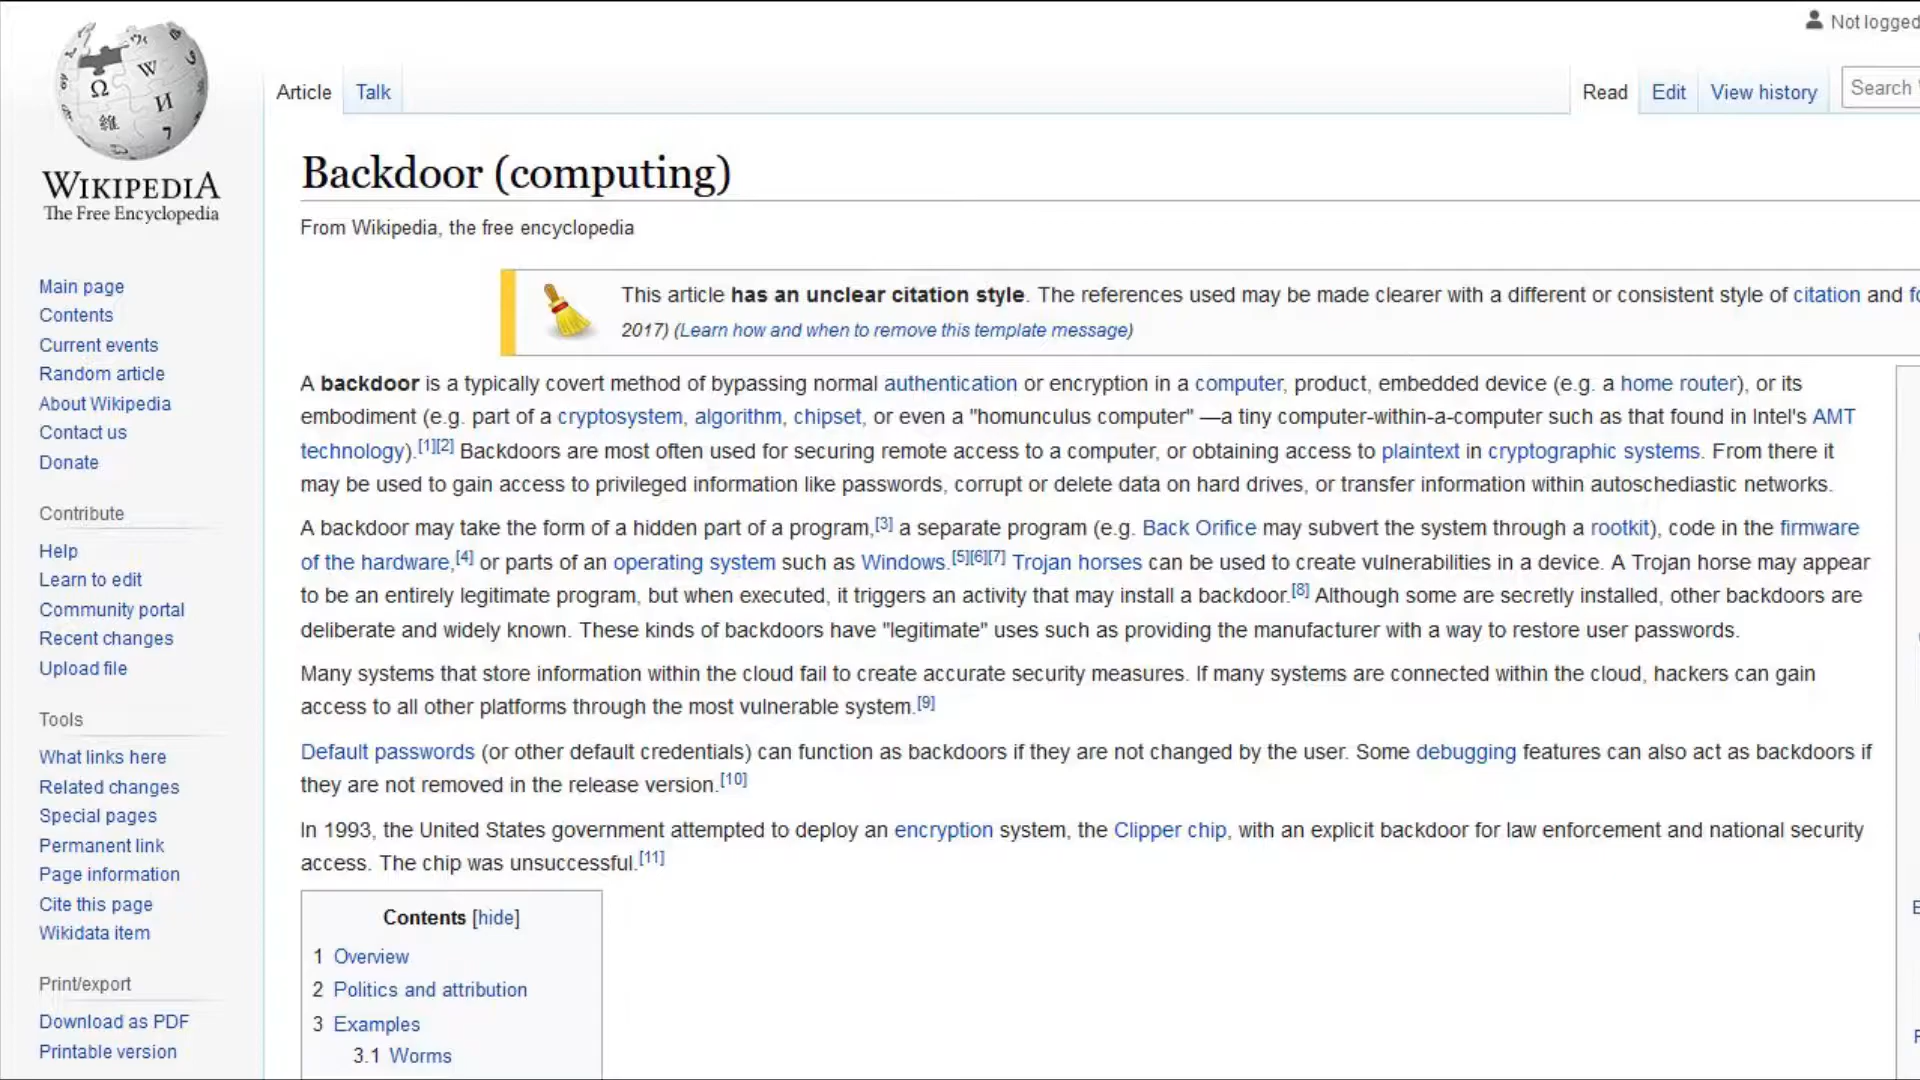 Not logged
Article Talk Read Edit View history Search
WIKIPEDIA
The Free Encyclopedia
Backdoor (computing)
From Wikipedia, the free encyclopedia
Main page
Contents
Current events
Random article
About Wikipedia
Contact us
Donate
Contribute
Help
Learn to edit
Community portal
Recent changes
Upload file
Tools
What links here
Related changes
Special pages
Permanent link
Page information
Cite this page
Wikidata item
Print/export
Download as PDF
Printable version
This article has an unclear citation style. The references used may be made clearer with a different or consistent style of citation and
2017) (Learn how and when to remove this template message)
A backdoor is a typically covert method of bypassing normal authentication or encryption in a computer, product, embedded device (e.g. a home router), or its
embodiment (e.g. part of a cryptosystem, algorithm, chipset, or even a "homunculus computer" —a tiny computer-within-a-computer such as that found in Intel's AMT
technology).[1][2] Backdoors are most often used for securing remote access to a computer, or obtaining access to plaintext in cryptographic systems. From there it
may be used to gain access to privileged information like passwords, corrupt or delete data on hard drives, or transfer information within autoschediastic networks.
A backdoor may take the form of a hidden part of a program,[3] a separate program (e.g. Back Orifice may subvert the system through a rootkit), code in the firmware
of the hardware,[4] or parts of an operating system such as Windows.[5][6][7] Trojan horses can be used to create vulnerabilities in a device. A Trojan horse may appear
to be an entirely legitimate program, but when executed, it triggers an activity that may install a backdoor.[8] Although some are secretly installed, other backdoors are
deliberate and widely known. These kinds of backdoors have "legitimate" uses such as providing the manufacturer with a way to restore user passwords.
Many systems that store information within the cloud fail to create accurate security measures. If many systems are connected within the cloud, hackers can gain
access to all other platforms through the most vulnerable system.[9]
Default passwords (or other default credentials) can function as backdoors if they are not changed by the user. Some debugging features can also act as backdoors if
they are not removed in the release version.[10]
In 1993, the United States government attempted to deploy an encryption system, the Clipper chip, with an explicit backdoor for law enforcement and national security
access. The chip was unsuccessful.[11]
Contents [hide]
1 Overview
2 Politics and attribution
3 Examples
3.1 Worms